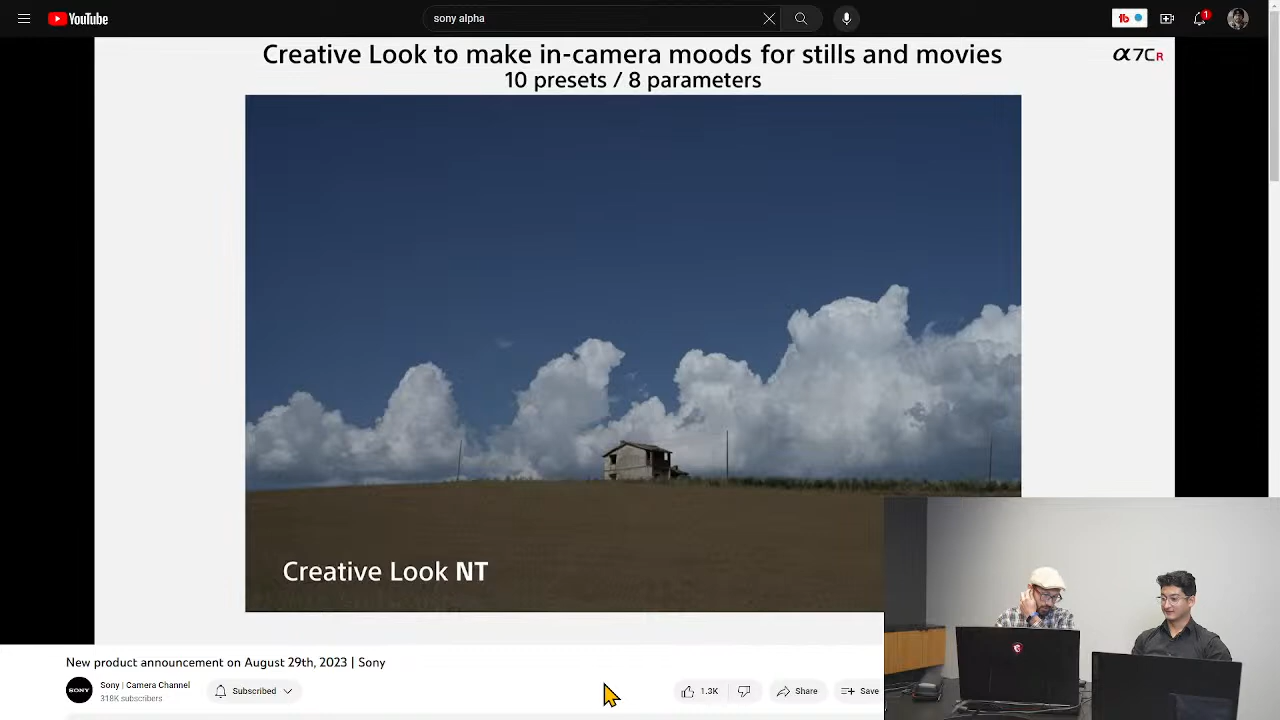 YouTube
sony alpha
1
Creative Look to make in-camera moods for stills and movies
10 presets / 8 parameters
α7CR
Creative Look NT
New product announcement on August 29th, 2023 | Sony
SONY
Sony | Camera Channel
318K subscribers
Subscribed
1.3K
Share
Save